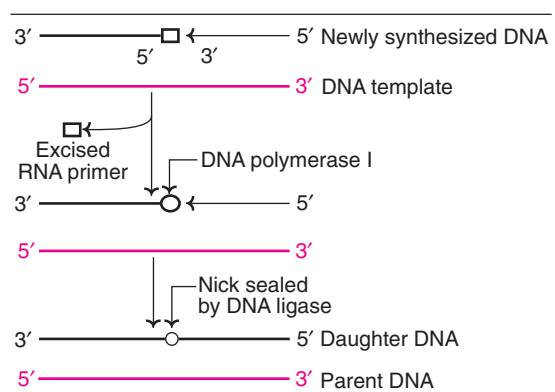 3′ 5′ Newly synthesized DNA
5′ 3′
5′ 3′ DNA template
Excised
RNA primer
DNA polymerase I
3′ 5′
5′ 3′
Nick sealed
by DNA ligase
3′ 5′ Daughter DNA
5′ 3′ Parent DNA